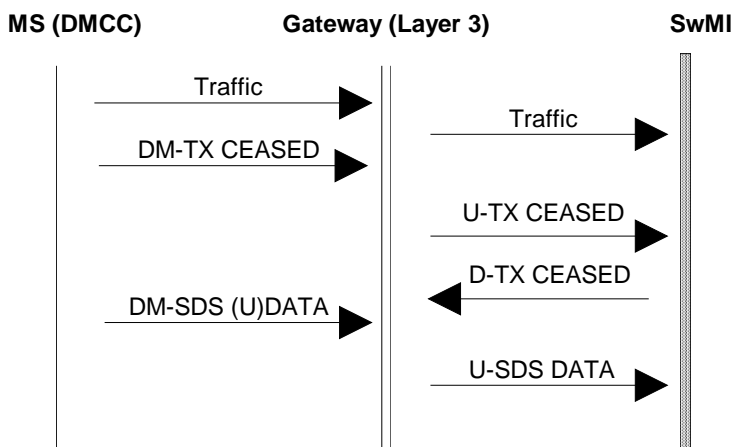 MS (DMCC) Gateway (Layer 3) SwMI
Traffic
Traffic
DM-TX CEASED
U-TX CEASED
D-TX CEASED
DM-SDS (U)DATA
U-SDS DATA